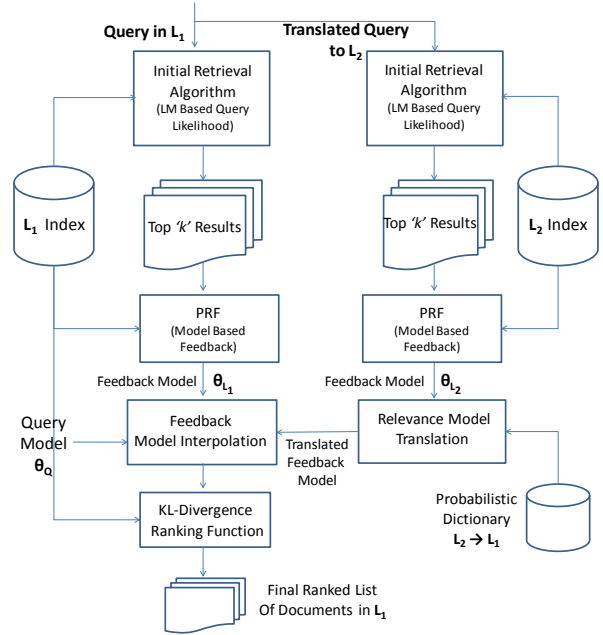 Query in L1
Translated Query
to L2
Initial Retrieval
Algorithm
(LM Based Query
Likelihood)
Initial Retrieval
Algorithm
(LM Based Query
Likelihood)
L1 Index
Top ‘k’ Results
Top ‘k’ Results
L2 Index
PRF
(Model Based
Feedback)
PRF
(Model Based
Feedback)
Feedback Model θL1
Feedback Model θL2
Query
Model
θQ
Feedback
Model Interpolation
Translated
Feedback
Model
Relevance Model
Translation
KL-Divergence
Ranking Function
Probabilistic
Dictionary
L2 → L1
Final Ranked List
Of Documents in L1